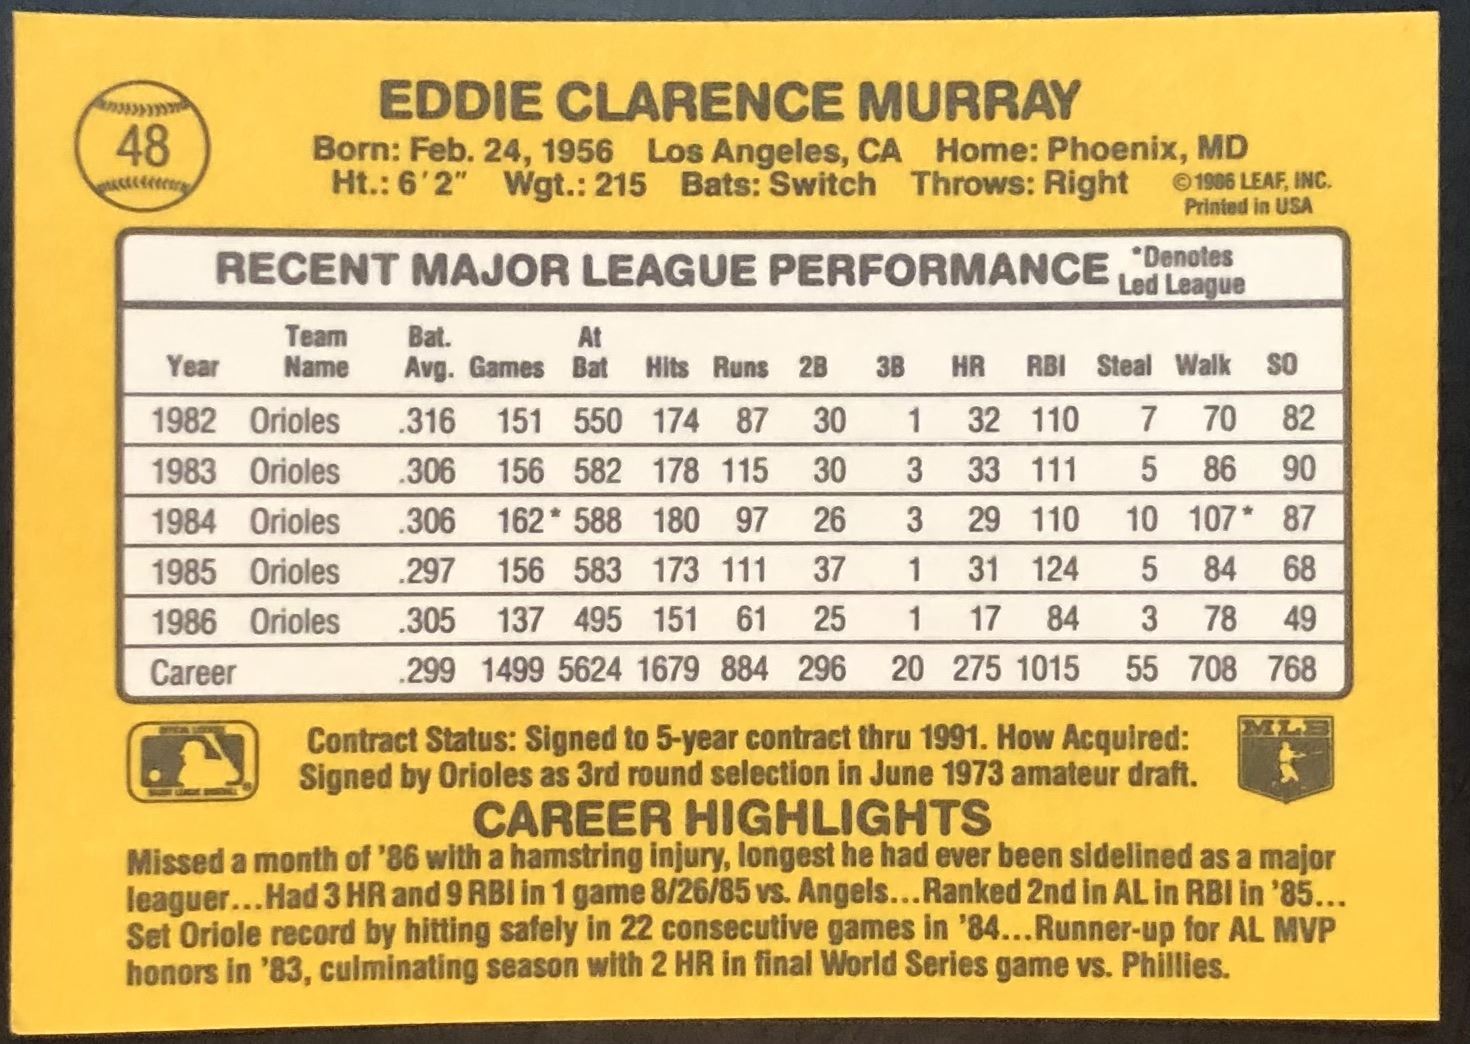 48
EDDIE CLARENCE MURRAY
Born: Feb. 24, 1956 Los Angeles, CA Home: Phoenix, MD
Ht.: 6'2" Wgt.: 215 Bats: Switch Throws: Right ©1986 LEAF, INC.
Printed in USA
RECENT MAJOR LEAGUE PERFORMANCE *Denotes
Led League
Team Bat. At
Year Name Avg. Games Bat Hits Runs 2B 3B HR RBI Steal Walk SO
1982 Orioles .316 151 550 174 87 30 1 32 110 7 70 82
1983 Orioles .306 156 582 178 115 30 3 33 111 5 86 90
1984 Orioles .306 162* 588 180 97 26 3 29 110 10 107* 87
1985 Orioles .297 156 583 173 111 37 1 31 124 5 84 68
1986 Orioles .305 137 495 151 61 25 1 17 84 3 78 49
Career .299 1499 5624 1679 884 296 20 275 1015 55 708 768
Contract Status: Signed to 5-year contract thru 1991. How Acquired:
Signed by Orioles as 3rd round selection in June 1973 amateur draft.
MLB
CAREER HIGHLIGHTS
Missed a month of '86 with a hamstring injury, longest he had ever been sidelined as a major
leaguer...Had 3 HR and 9 RBI in 1 game 8/26/85 vs. Angels...Ranked 2nd in AL in RBI in '85...
Set Oriole record by hitting safely in 22 consecutive games in '84...Runner-up for AL MVP
honors in '83, culminating season with 2 HR in final World Series game vs. Phillies.